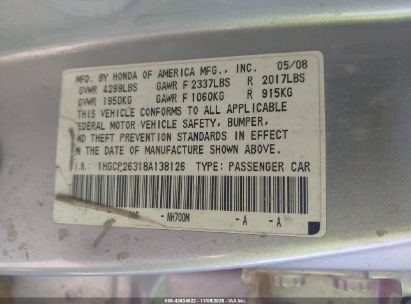 MFD. BY HONDA OF AMERICA MFG., INC. 05/08
GVWR 4299LBS GAWR F 2337LBS R 2017LBS
GVWR 1950KG GAWR F 1060KG R 915KG
THIS VEHICLE CONFORMS TO ALL APPLICABLE
FEDERAL MOTOR VEHICLE SAFETY, BUMPER,
AND THEFT PREVENTION STANDARDS IN EFFECT
ON THE DATE OF MANUFACTURE SHOWN ABOVE.
I.N.: 1HGCP26318A138126 TYPE: PASSENGER CAR
NH700M -A -A